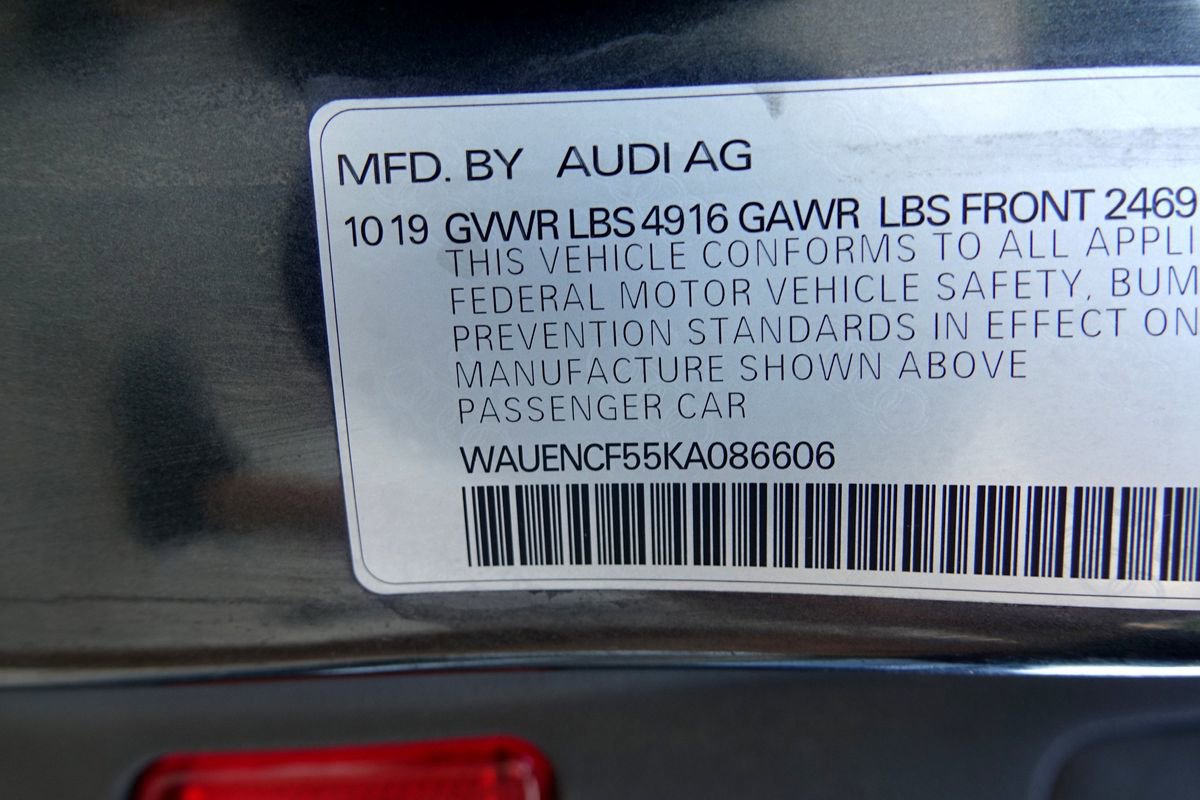 MFD. BY AUDI AG
10 19 GVWR LBS 4916 GAWR LBS FRONT 2469
THIS VEHICLE CONFORMS TO ALL APPLI
FEDERAL MOTOR VEHICLE SAFETY, BUM
PREVENTION STANDARDS IN EFFECT ON
MANUFACTURE SHOWN ABOVE
PASSENGER CAR
WAUENCF55KA086606